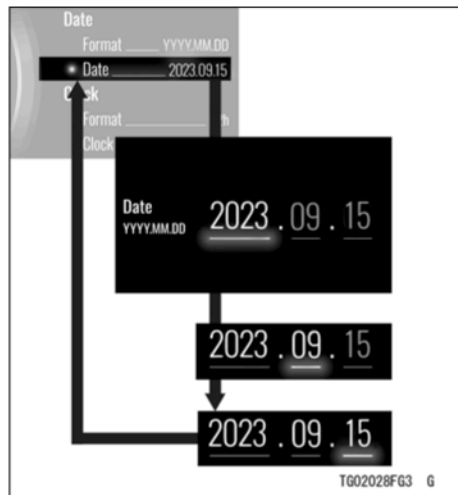 Date
Format YYYY.MM.DD
Date 2023.09.15
Format
Clock
Date
YYYY.MM.DD
2023 . 09 . 15
2023 . 09 . 15
2023 . 09 . 15
TG02028FG3 G